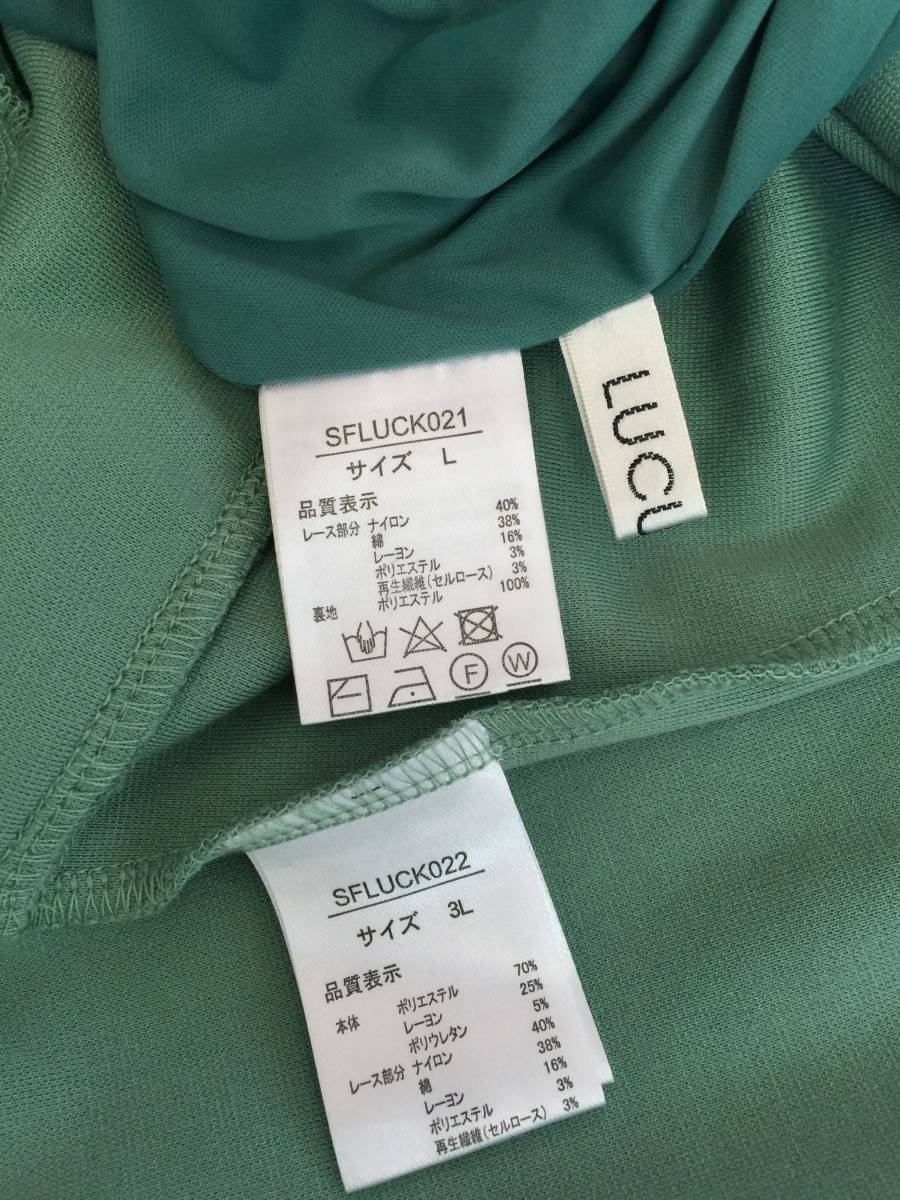 SFLUCK021
サイズ L
品質表示
レース部分 ナイロン 40%
綿 38%
レーヨン 16%
ポリエステル 3%
再生繊維(セルロース) 3%
裏地 ポリエステル 100%
F W
LUCU
SFLUCK022
サイズ 3L
品質表示
本体 ポリエステル 70%
レーヨン 25%
ポリウレタン 5%
レース部分 ナイロン 40%
綿 38%
レーヨン 16%
ポリエステル 3%
再生繊維(セルロース) 3%